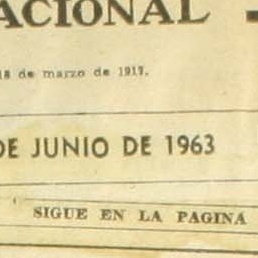 ACIONAL
18 de marzo de 1917.
DE JUNIO DE 1963
SIGUE EN LA PAGINA